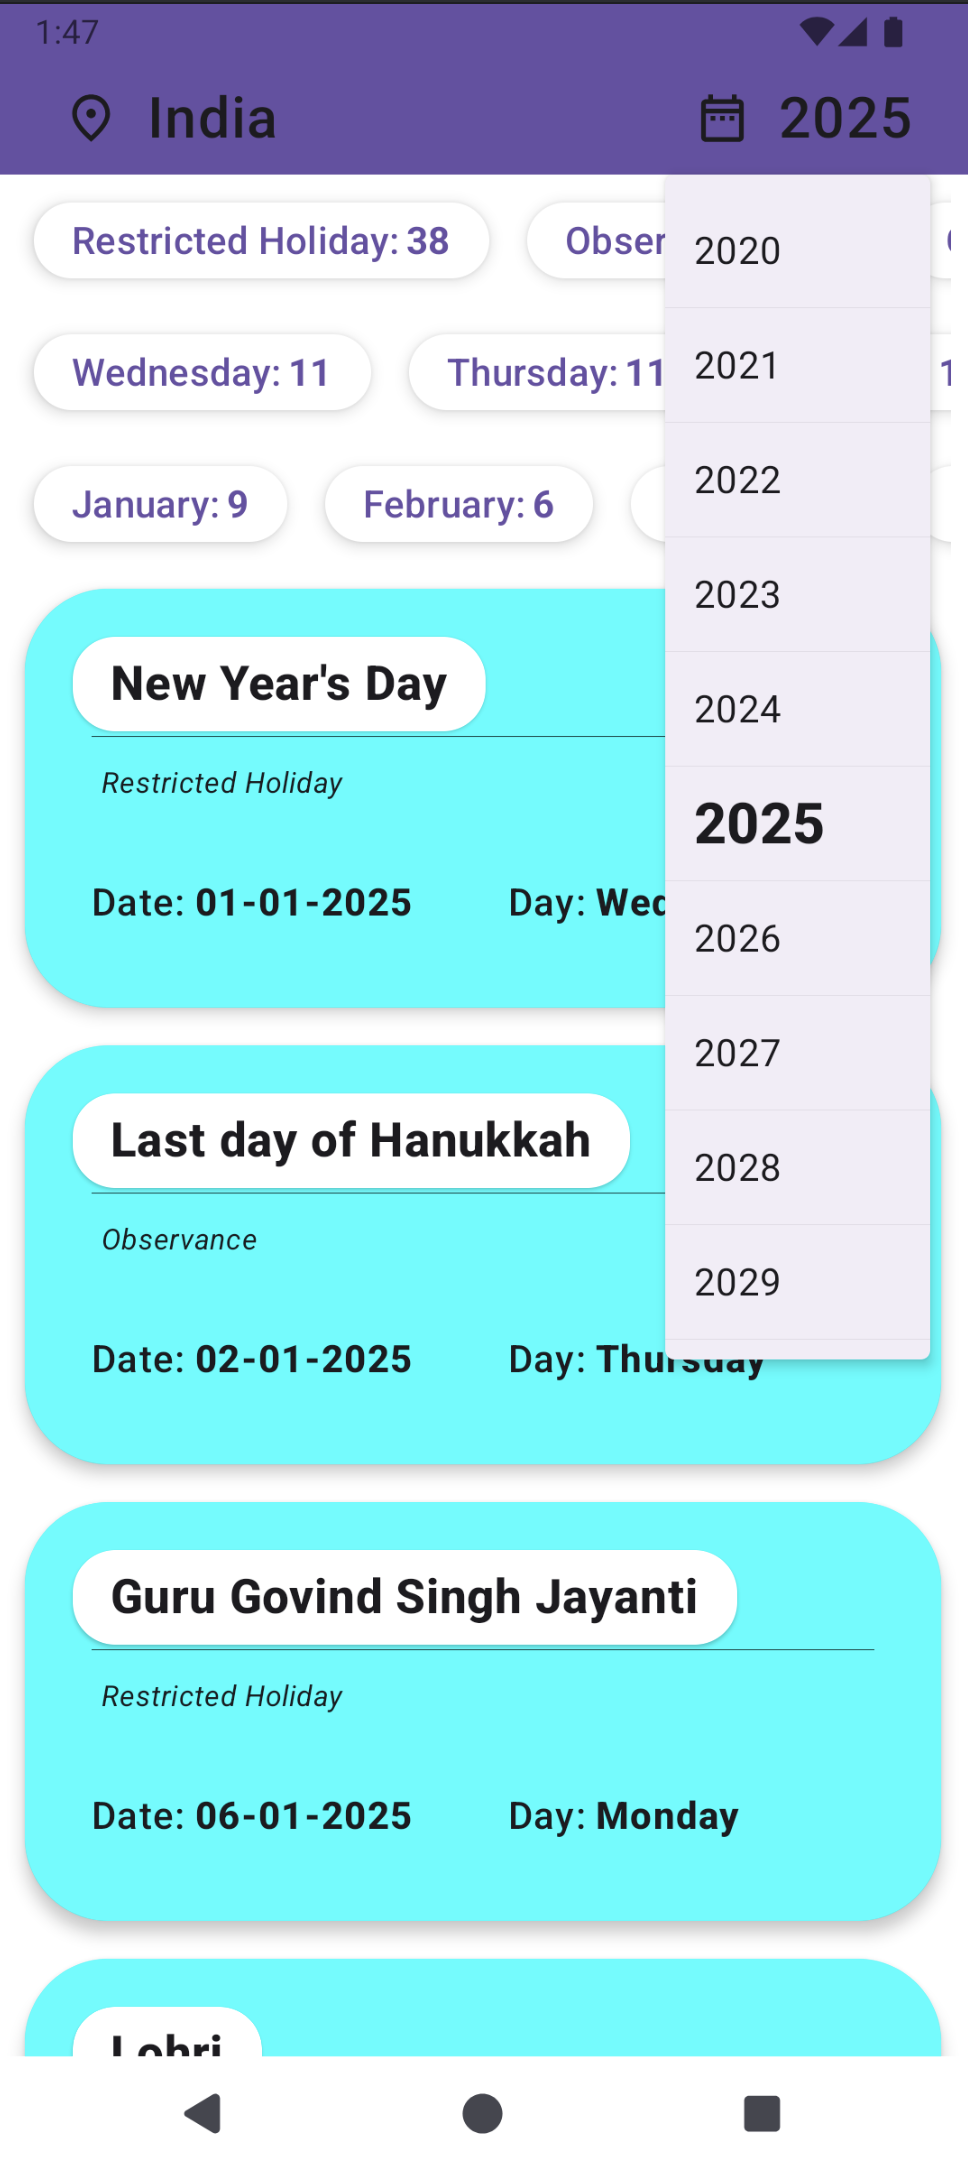 1:47
India
2025
Restricted Holiday: 38
Obser
Wednesday: 11
Thursday: 11
January: 9
February: 6
2020
2021
2022
2023
2024
2025
2026
2027
2028
2029
New Year's Day
Restricted Holiday
Date: 01-01-2025
Day: Wed
Last day of Hanukkah
Observance
Date: 02-01-2025
Day: Thursday
Guru Govind Singh Jayanti
Restricted Holiday
Date: 06-01-2025
Day: Monday
Lohri